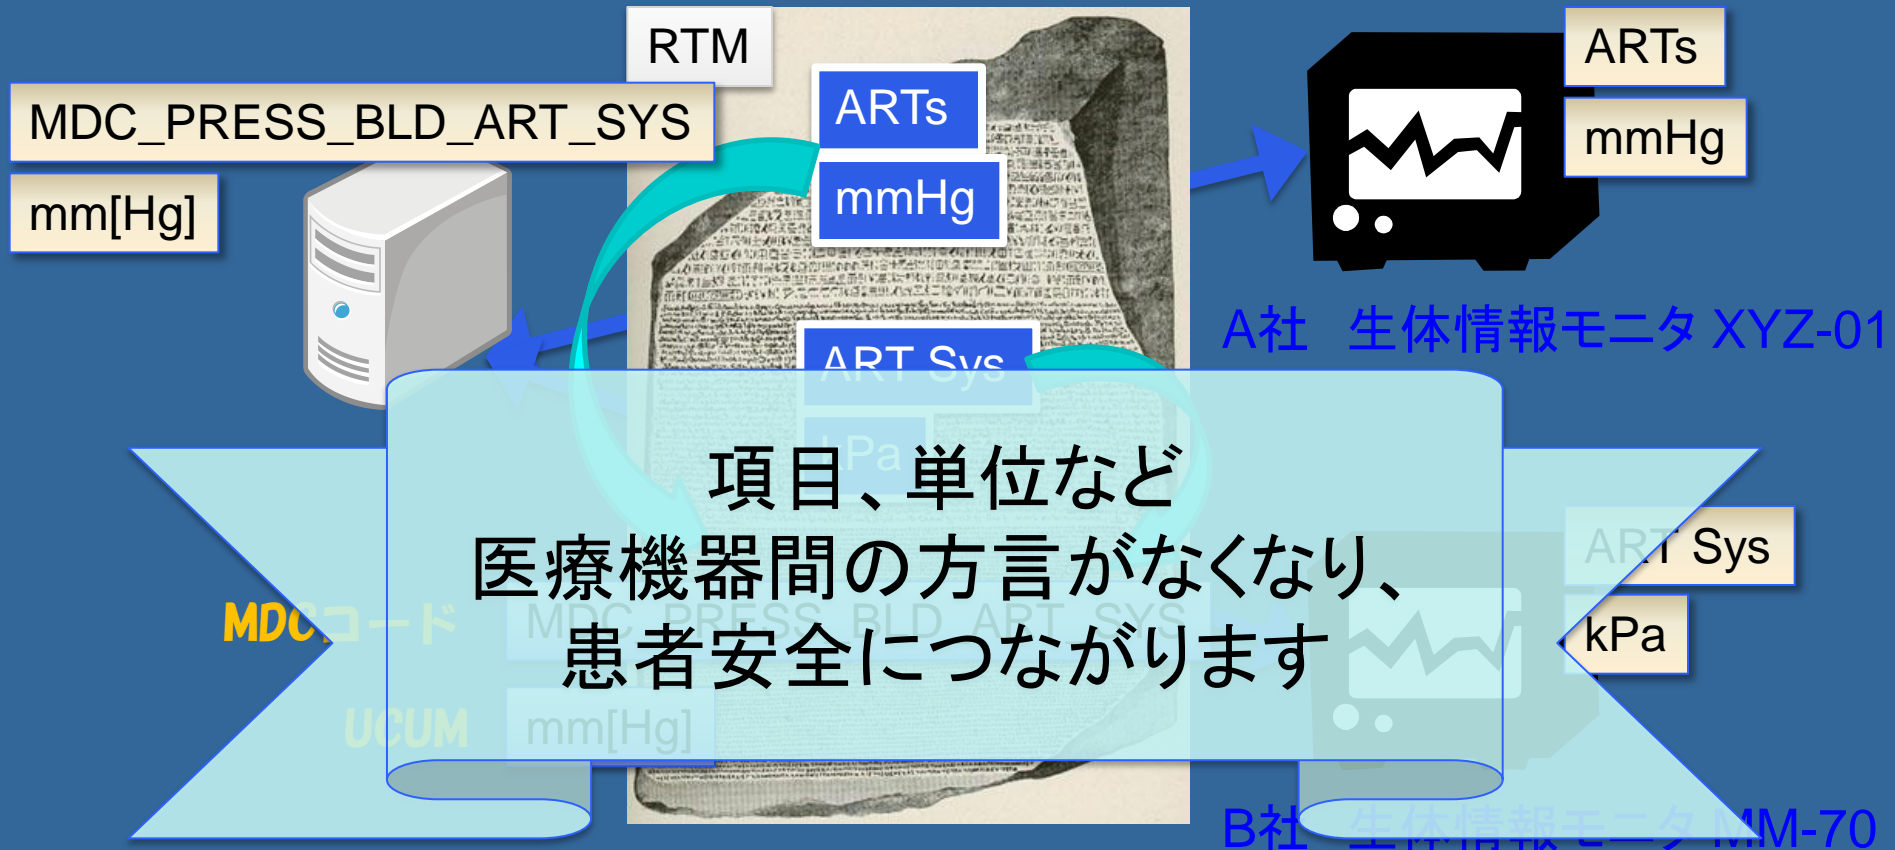 RTM
ARTs
mmHg
ARTs
mmHg
MDC_PRESS_BLD_ART_SYS
mm[Hg]
A社　生体情報モニタ XYZ-01
ART Sys
kPa
項目、単位など
医療機器間の方言がなくなり、
患者安全につながります
ART Sys
kPa
MDCコード
MDC_PRESS_BLD_ART_SYS
UCUM
mm[Hg]
B社　生体情報モニタ MM-70